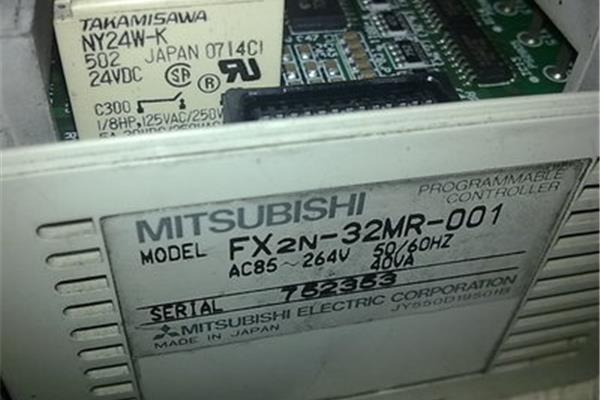 TAKAMISAWA
NY24W-K
502 JAPAN 0714C1
24VDC
C300
1/8HP,125VAC/250V
MITSUBISHI
PROGRAMMABLE
CONTROLLER
MODEL FX2N-32MR-001
AC85~264V 50/60HZ
40VA
SERIAL 752353
MITSUBISHI ELECTRIC CORPORATION
MADE IN JAPAN